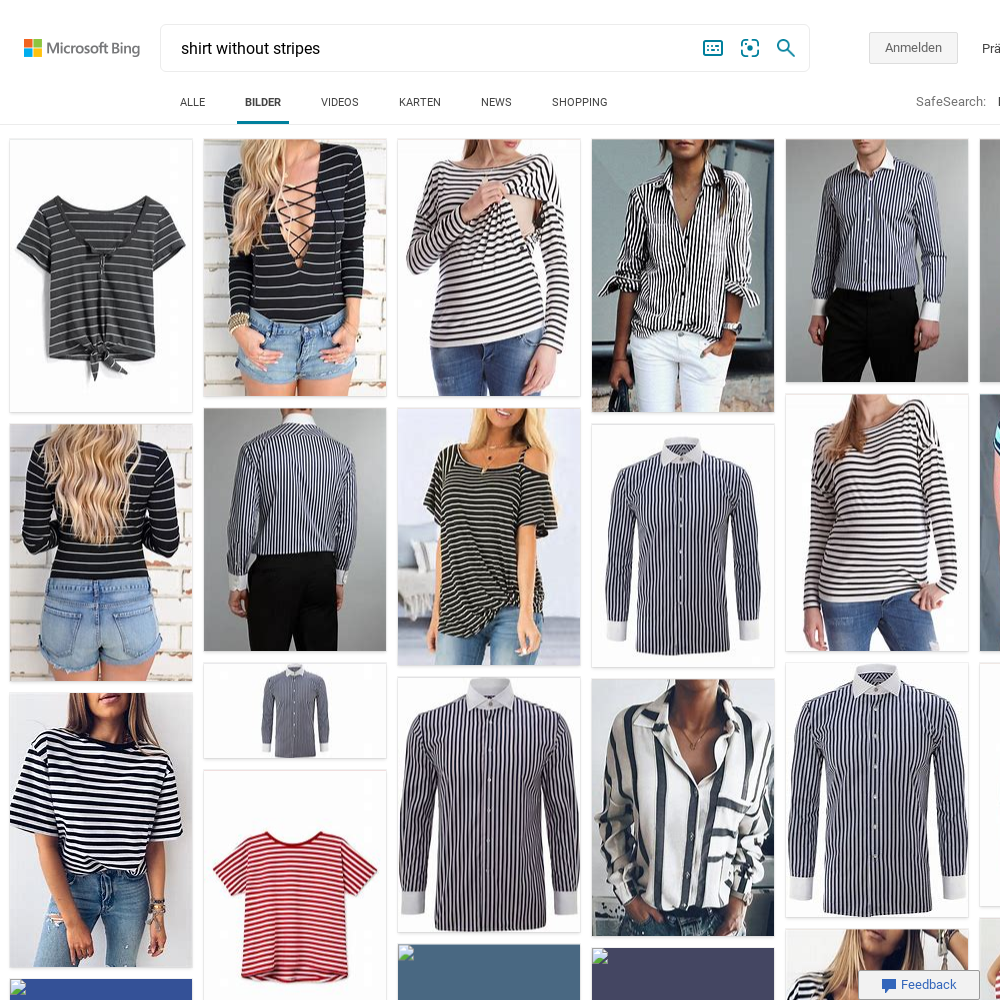 Microsoft Bing
shirt without stripes
Anmelden
Prä
ALLE
BILDER
VIDEOS
KARTEN
NEWS
SHOPPING
SafeSearch:
Feedback